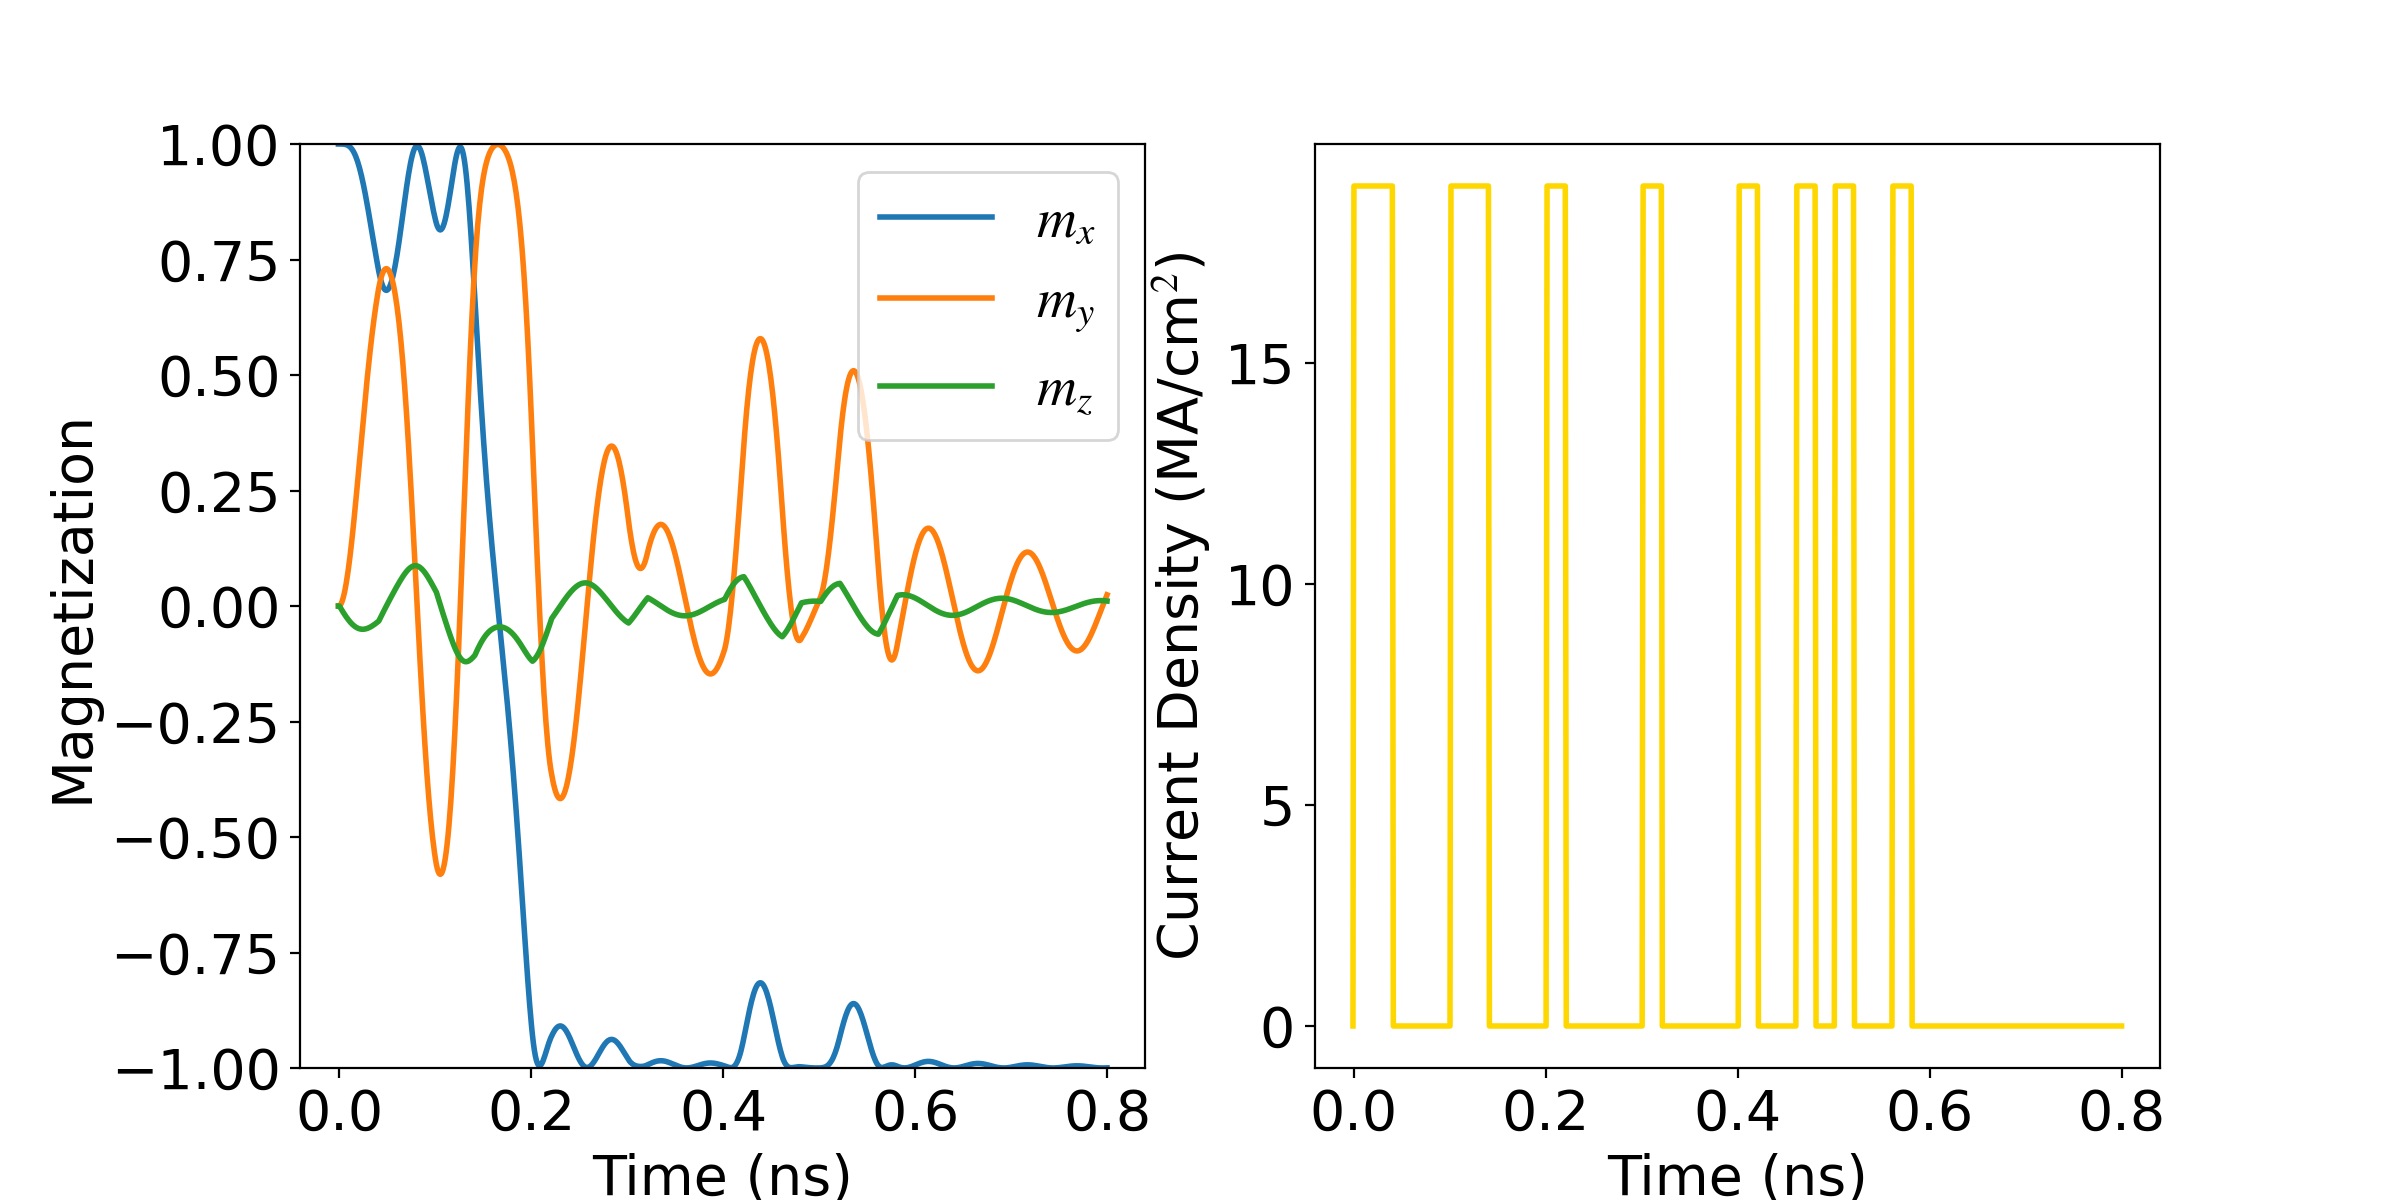 Magnetization
1.00
0.75
0.50
0.25
0.00
−0.25
−0.50
−0.75
−1.00
0.0 0.2 0.4 0.6 0.8
Time (ns)
m_x
m_y
m_z
Current Density (MA/cm²)
15
10
5
0
0.0 0.2 0.4 0.6 0.8
Time (ns)